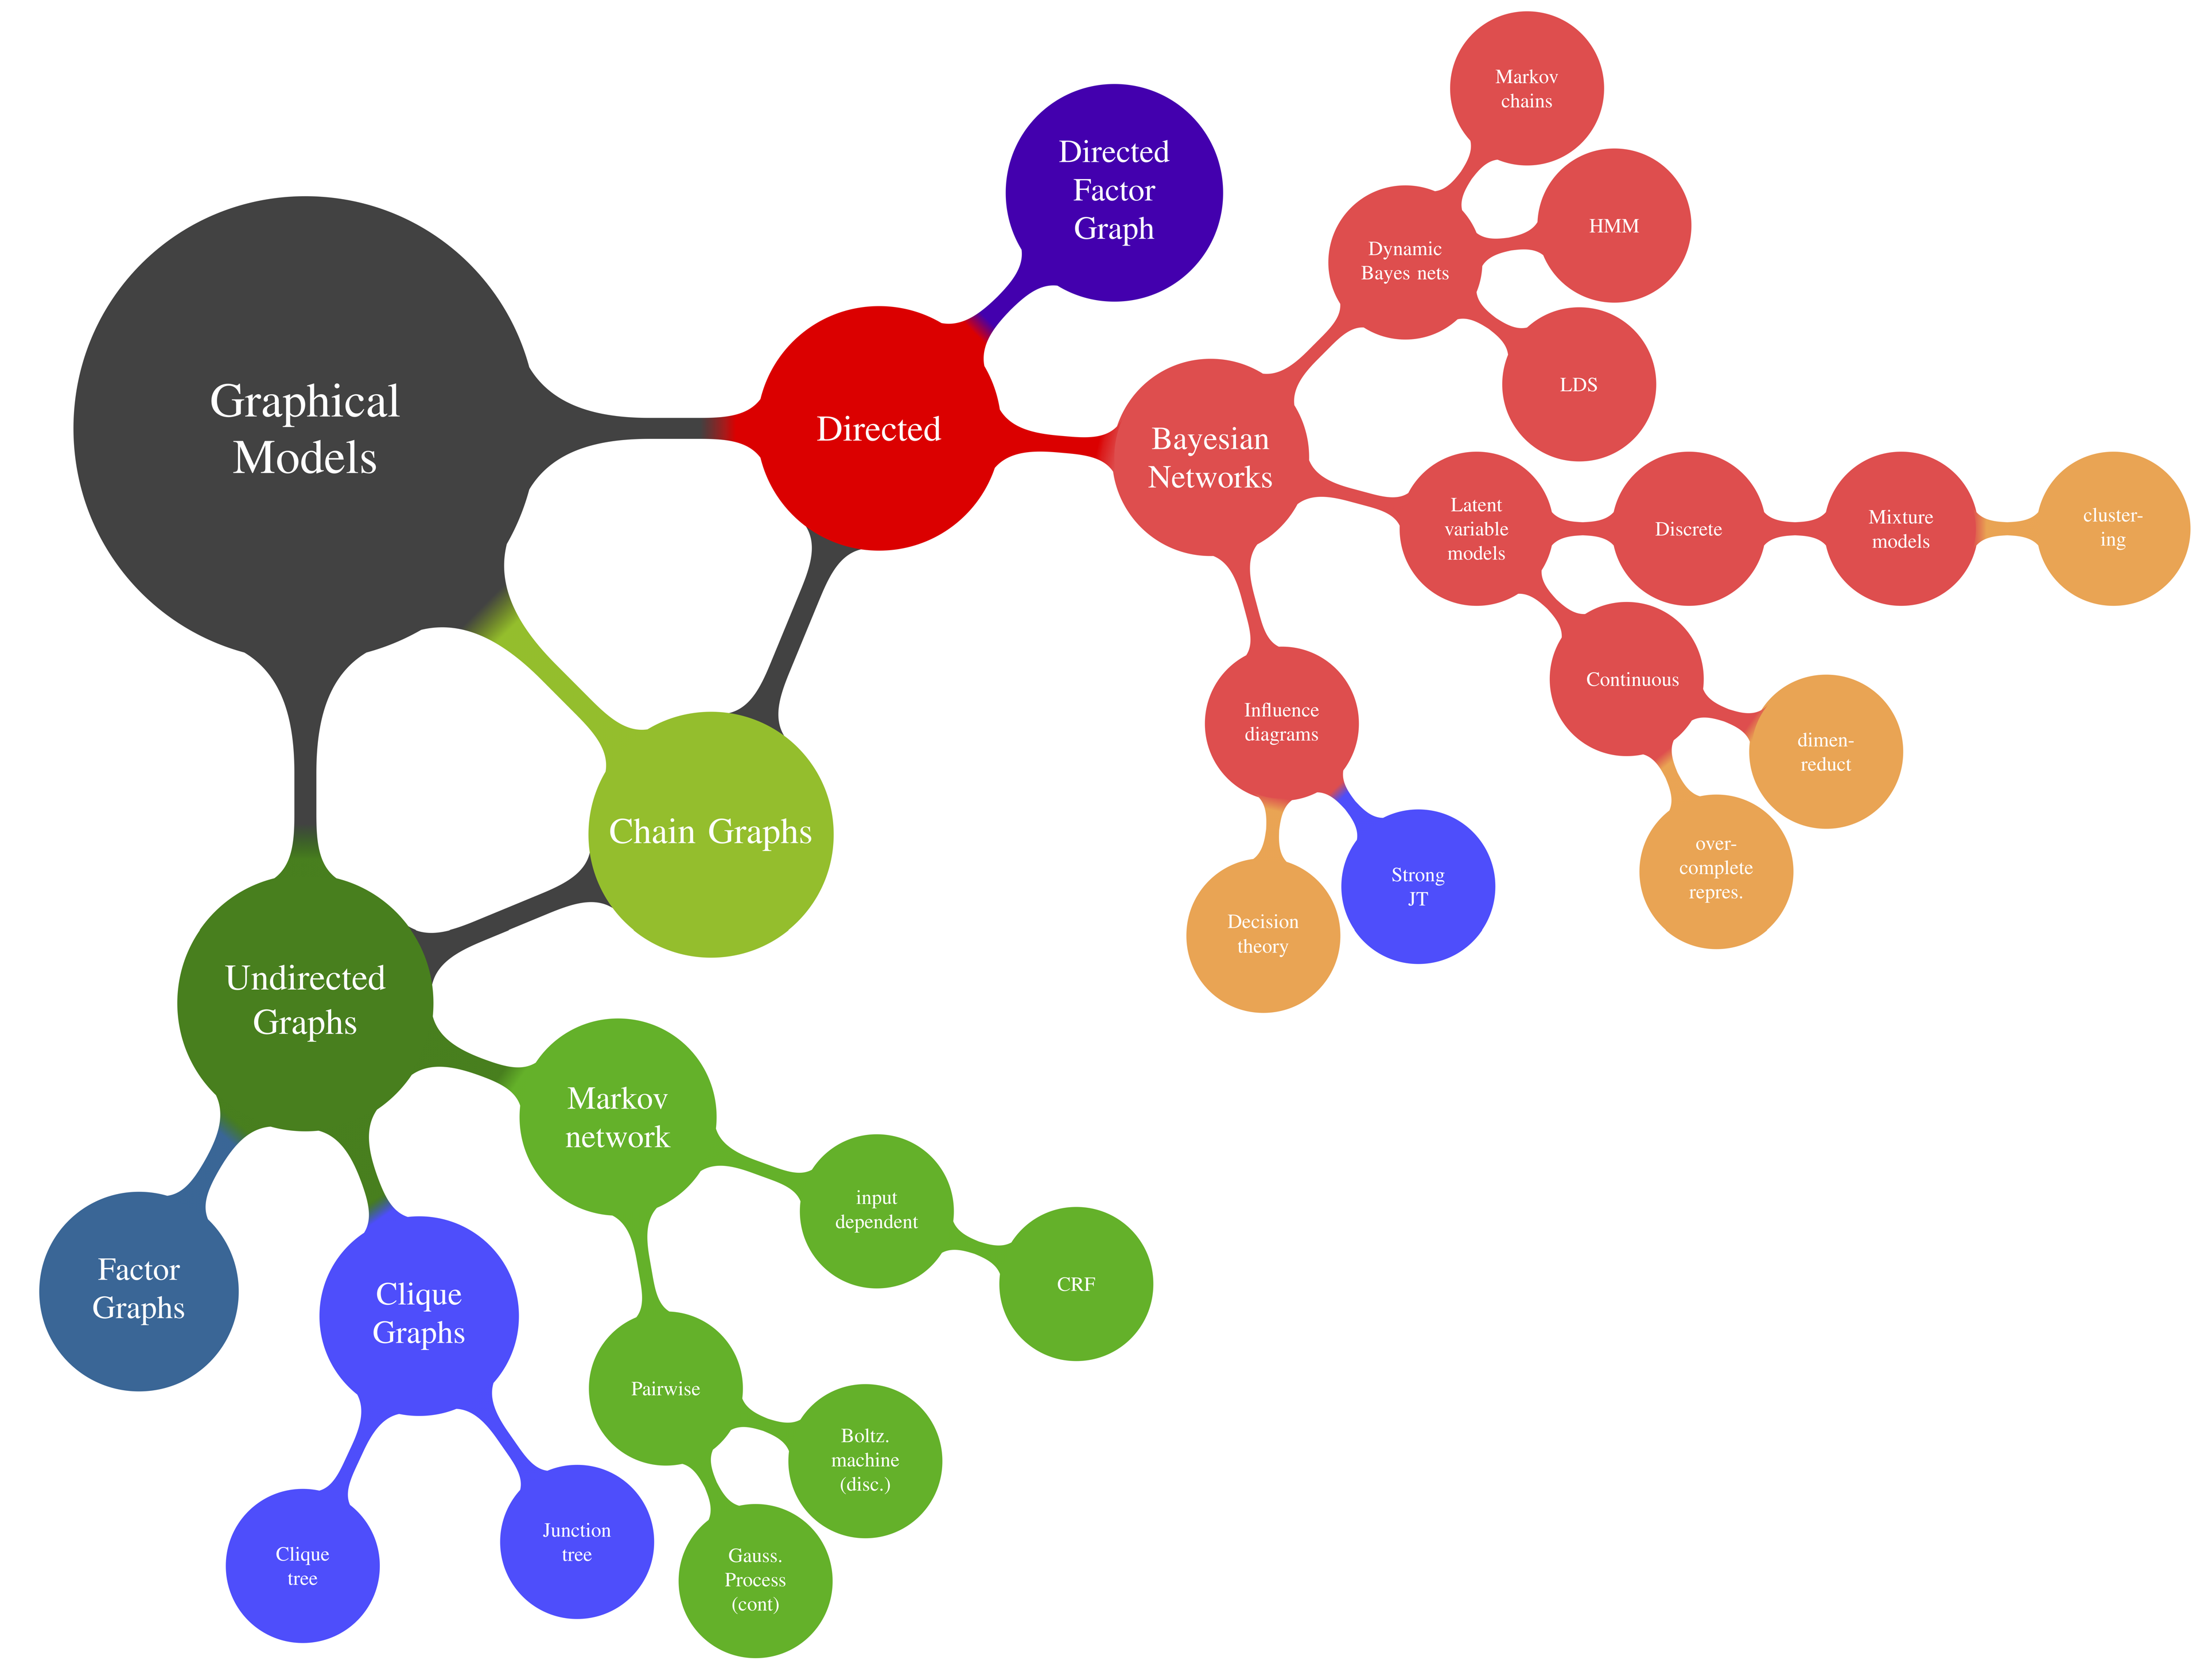 Graphical
Models
Directed
Directed
Factor
Graph
Bayesian
Networks
Dynamic
Bayes nets
Markov
chains
HMM
LDS
Latent
variable
models
Discrete
Mixture
models
cluster-
ing
Continuous
dimen-
reduct
over-
complete
repres.
Influence
diagrams
Strong
JT
Decision
theory
Chain Graphs
Undirected
Graphs
Markov
network
input
dependent
CRF
Pairwise
Boltz.
machine
(disc.)
Gauss.
Process
(cont)
Factor
Graphs
Clique
Graphs
Clique
tree
Junction
tree